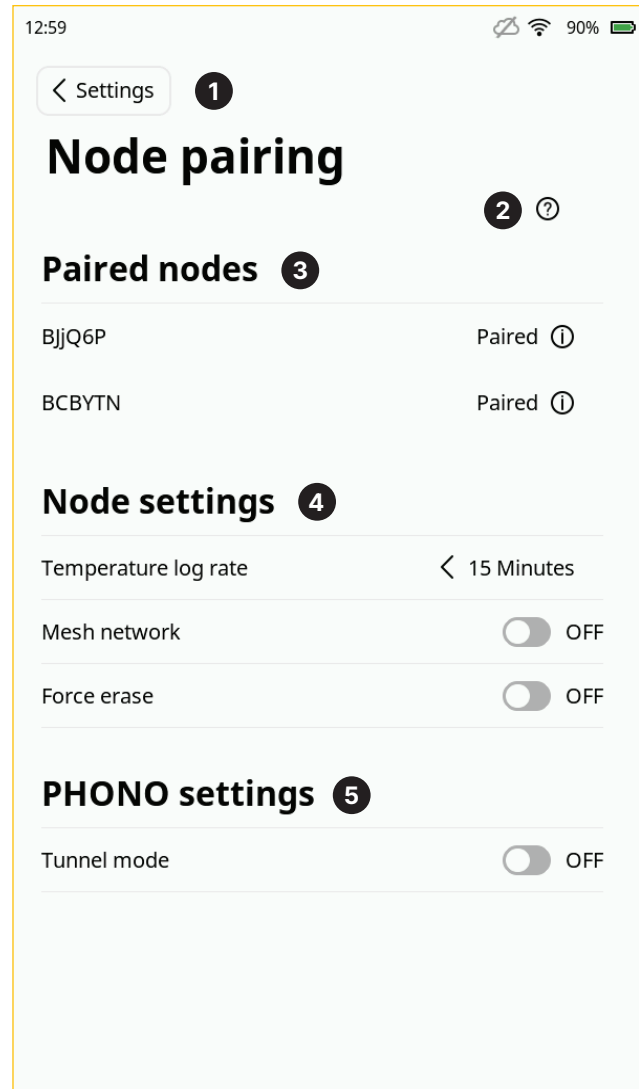 12:59 90%
Settings 1
Node pairing
2 ?
Paired nodes 3
BJjQ6P Paired
BCBYTN Paired
Node settings 4
Temperature log rate 15 Minutes
Mesh network OFF
Force erase OFF
PHONO settings 5
Tunnel mode OFF